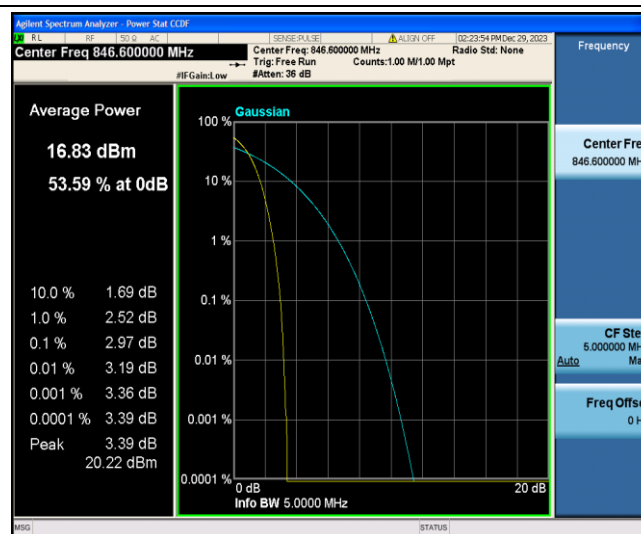 Agilent Spectrum Analyzer - Power Stat CCDF
RL RF 50 Ω AC SENSE:PULSE ALIGN OFF 02:23:54 PM Dec 29, 2023
Center Freq 846.600000 MHz
Center Freq: 846.600000 MHz Radio Std: None
Trig: Free Run Counts:1.00 M/1.00 Mpt
#IFGain:Low #Atten: 36 dB
Frequency
Average Power
16.83 dBm
53.59 % at 0dB
10.0 % 1.69 dB
1.0 % 2.52 dB
0.1 % 2.97 dB
0.01 % 3.19 dB
0.001 % 3.36 dB
0.0001 % 3.39 dB
Peak 3.39 dB
20.22 dBm
Gaussian
100 %
10 %
1 %
0.1 %
0.01 %
0.001 %
0.0001 %
0 dB 20 dB
Info BW 5.0000 MHz
Center Fre
846.600000 MH
CF Ste
5.000000 MH
Auto Ma
Freq Offse
0 H
MSG STATUS